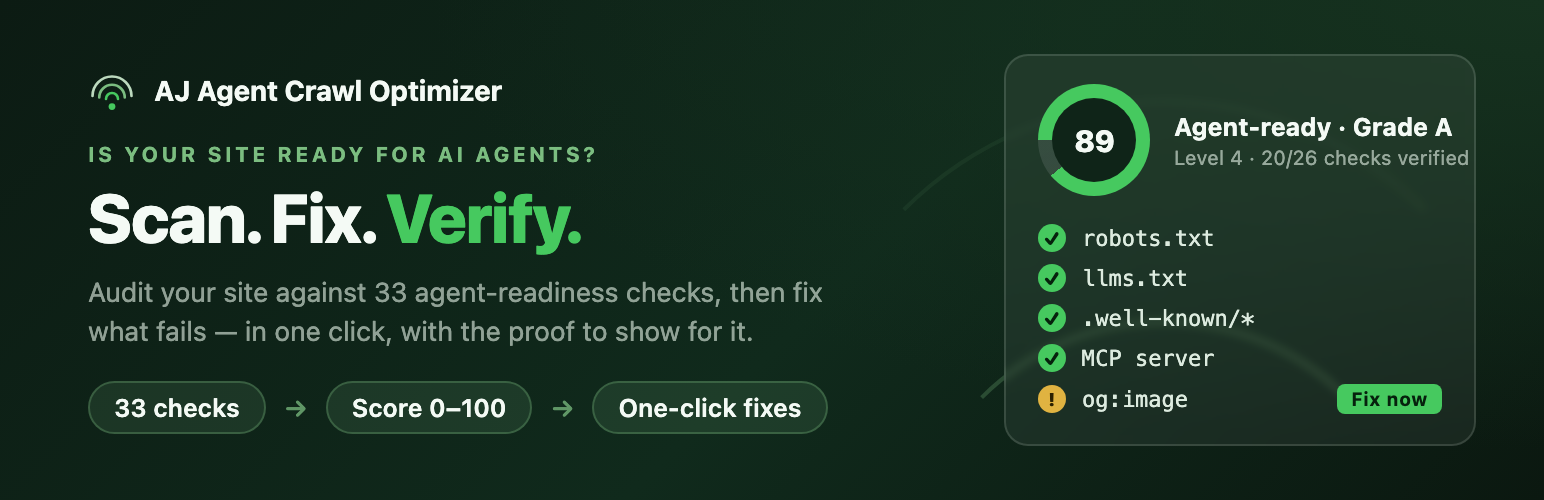 AJ Agent Crawl Optimizer
IS YOUR SITE READY FOR AI AGENTS?
Scan. Fix. Verify.
Audit your site against 33 agent-readiness checks, then fix
what fails — in one click, with the proof to show for it.
33 checks → Score 0–100 → One-click fixes
89
Agent-ready · Grade A
Level 4 · 20/26 checks verified
robots.txt
llms.txt
.well-known/*
MCP server
! og:image Fix now